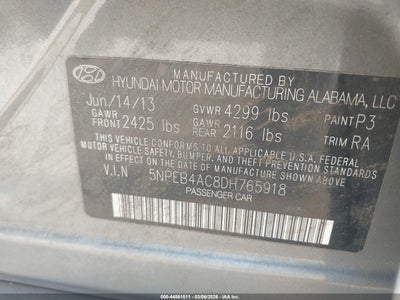 MANUFACTURED BY
HYUNDAI MOTOR MANUFACTURING ALABAMA, LLC
Jun/14/13 GVWR 4299 lbs PAINT P3
GAWR FRONT 2425 lbs GAWR REAR 2116 lbs TRIM RA
THIS VEHICLE CONFORMS TO ALL APPLICABLE U.S. FEDERAL
MOTOR VEHICLE SAFETY, BUMPER, AND THEFT PREVENTION
STANDARDS IN EFFECT ON THE DATE OF MANUFACTURE SHOWN ABOVE.
V.I.N 5NPEB4AC8DH765918
PASSENGER CAR
000-44581511 - 03/06/2026 - IAA Inc.